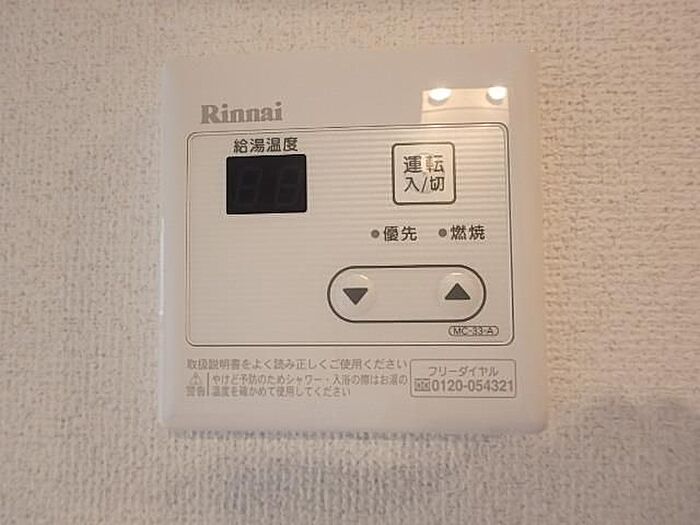 Rinnai
給湯温度
運転
入/切
優先
燃焼
MC-33-A
取扱説明書をよく読み正しくご使用ください
警告
やけど予防のためシャワー・入浴の際はお湯の
温度を確かめて使用してください
フリーダイヤル
0120-054321